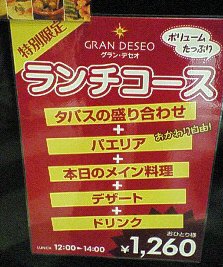 特別限定
GRAN DESEO
グラン・デセオ
ボリューム
たっぷり
ランチコース
タパスの盛り合わせ
+
パエリア
おかわり自由!
+
本日のメイン料理
+
デザート
+
ドリンク
LUNCH 12:00~14:00
おひとり様
¥1,260